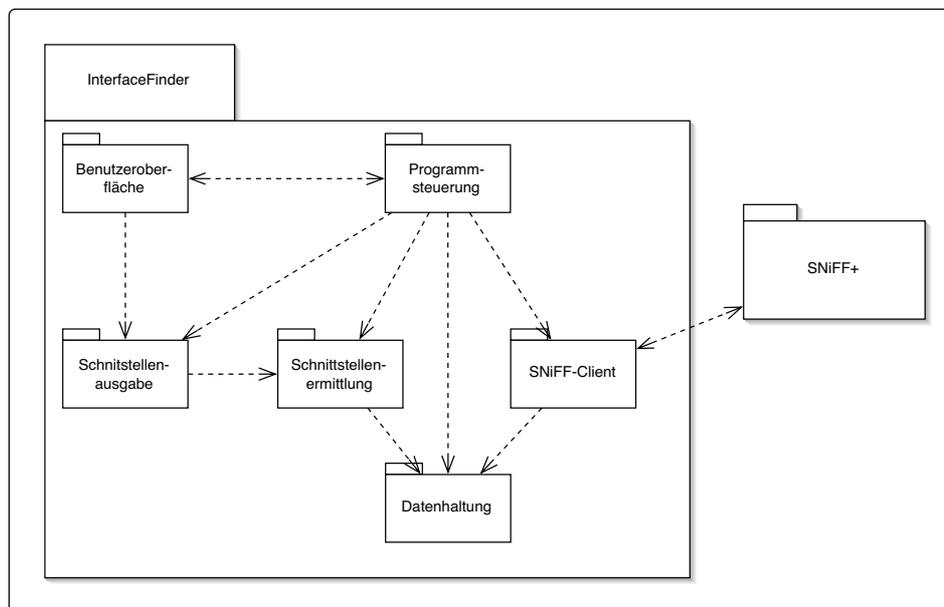 InterfaceFinder
Benutzerober-
fläche
Programm-
steuerung
SNiFF+
Schnitstellen-
ausgabe
Schnittstellen-
ermittlung
SNiFF-Client
Datenhaltung